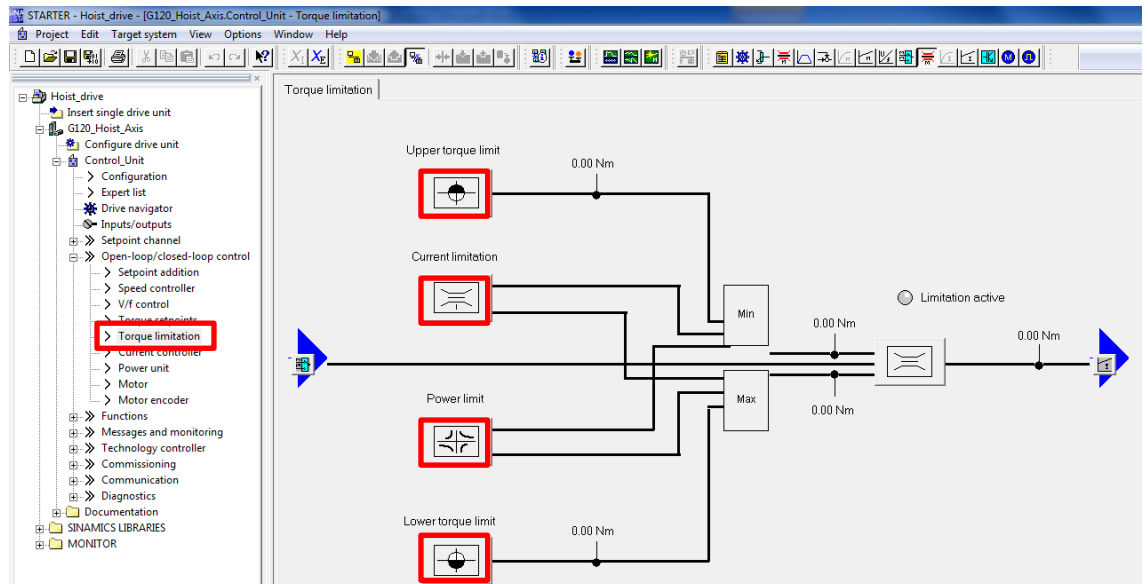 STARTER - Hoist_drive - [G120_Hoist_Axis.Control_Unit - Torque limitation]
Project Edit Target system View Options Window Help
Hoist_drive
Insert single drive unit
G120_Hoist_Axis
Configure drive unit
Control_Unit
Configuration
Expert list
Drive navigator
Inputs/outputs
Setpoint channel
Open-loop/closed-loop control
Setpoint addition
Speed controller
V/f control
Torque setpoints
Torque limitation
Current controller
Power unit
Motor
Motor encoder
Functions
Messages and monitoring
Technology controller
Commissioning
Communication
Diagnostics
Documentation
SINAMICS LIBRARIES
MONITOR
Torque limitation
Upper torque limit
0.00 Nm
Current limitation
Min
Limitation active
0.00 Nm
0.00 Nm
Power limit
Max
0.00 Nm
Lower torque limit
0.00 Nm